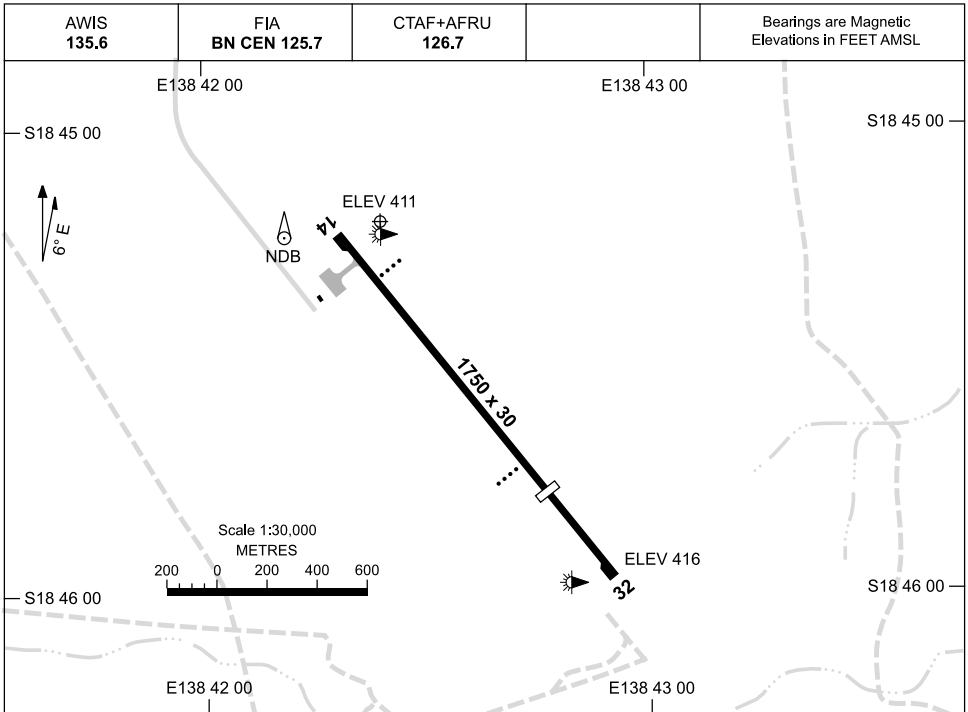 AWIS
135.6
FIA
BN CEN 125.7
CTAF+AFRU
126.7
Bearings are Magnetic
Elevations in FEET AMSL
E138 42 00
E138 43 00
S18 45 00
S18 45 00
6° E
NDB
14
ELEV 411
1750 x 30
Scale 1:30,000
METRES
200 0 200 400 600
ELEV 416
32
S18 46 00
S18 46 00
E138 42 00
E138 43 00